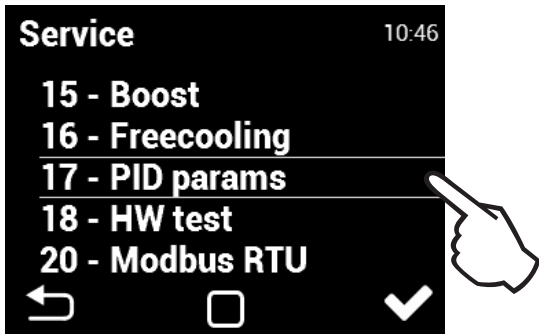 Service 10:46
15 - Boost
16 - Freecooling
17 - PID params
18 - HW test
20 - Modbus RTU